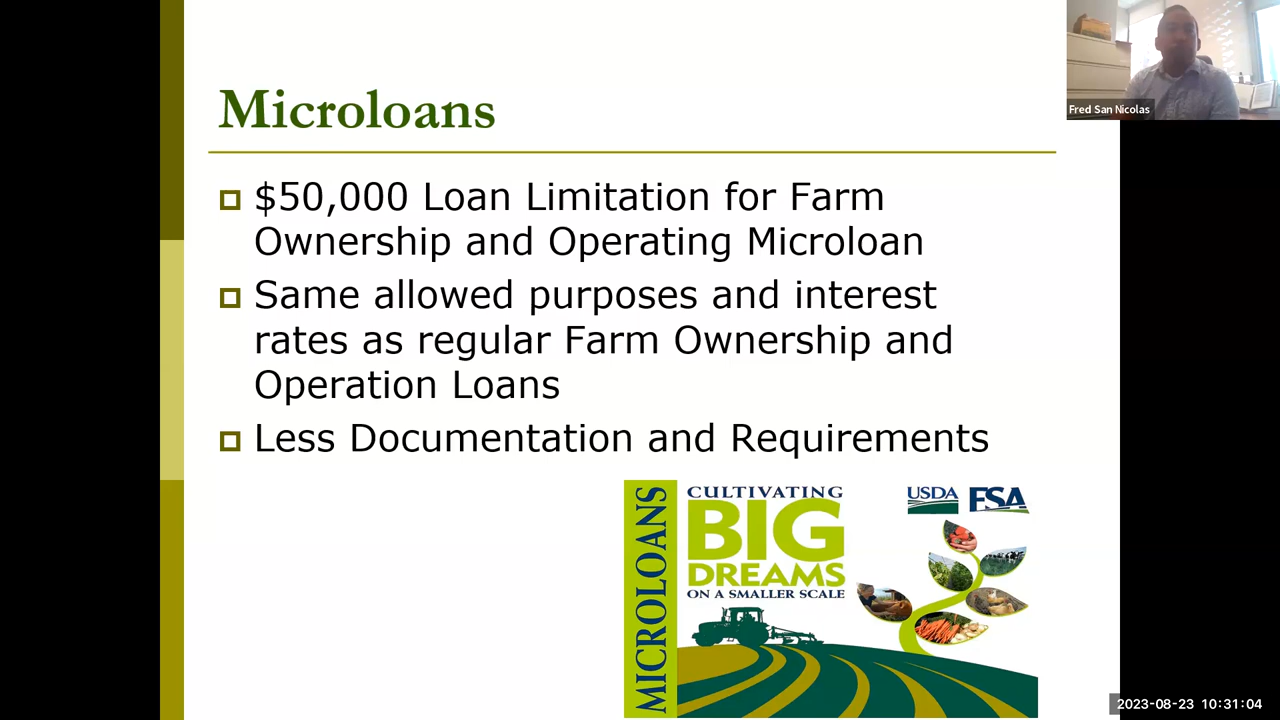 Microloans
$50,000 Loan Limitation for Farm
Ownership and Operating Microloan
Same allowed purposes and interest
rates as regular Farm Ownership and
Operation Loans
Less Documentation and Requirements
MICROLOANS
CULTIVATING
BIG
DREAMS
ON A SMALLER SCALE
USDA
FSA
Fred San Nicolas
2023-08-23 10:31:04